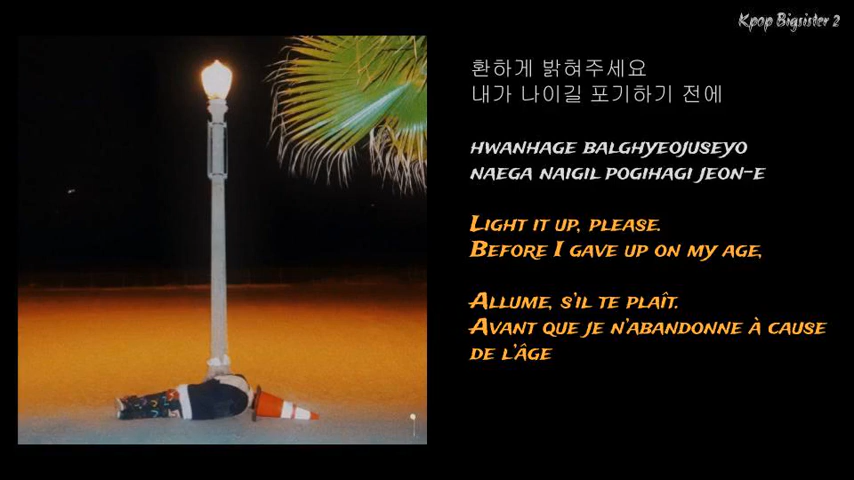 Kpop Bigsister 2
환하게 밝혀주세요
내가 나이길 포기하기 전에
HWANHAGE BALGHYEOJUSEYO
NAEGA NAIGIL POGIHAGI JEON-E
LIGHT IT UP, PLEASE.
BEFORE I GAVE UP ON MY AGE,
ALLUME, S'IL TE PLAÎT.
AVANT QUE JE N'ABANDONNE À CAUSE
DE L'ÂGE